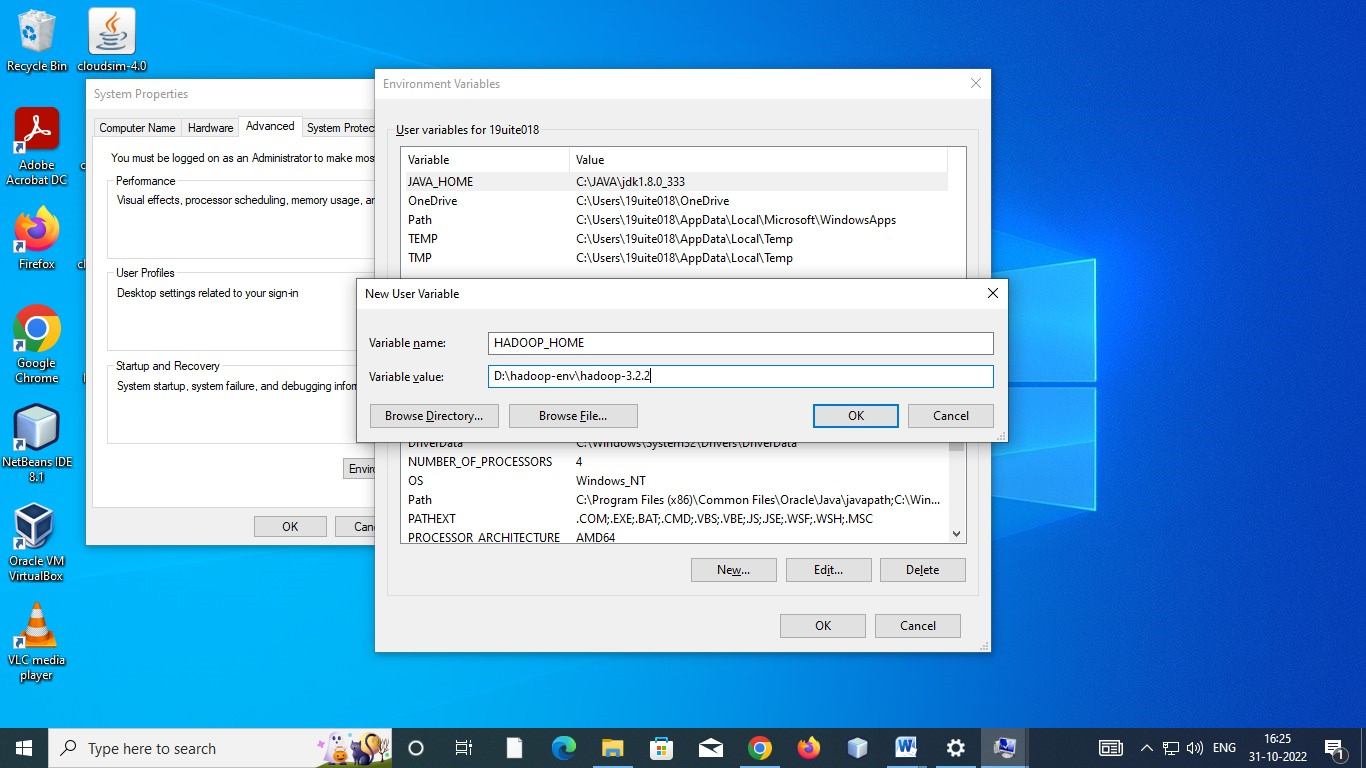 Recycle Bin
cloudsim-4.0
Adobe
Acrobat DC
Firefox
Google
Chrome
NetBeans IDE
8.1
Oracle VM
VirtualBox
VLC media
player
System Properties
Computer Name
Hardware
Advanced
System Protec
You must be logged on as an Administrator to make mos
Performance
Visual effects, processor scheduling, memory usage, an
User Profiles
Desktop settings related to your sign-in
Startup and Recovery
System startup, system failure, and debugging infor
Envir
OK
Can
Environment Variables
User variables for 19uite018
Variable Value
JAVA_HOME C:\JAVA\jdk1.8.0_333
OneDrive C:\Users\19uite018\OneDrive
Path C:\Users\19uite018\AppData\Local\Microsoft\WindowsApps
TEMP C:\Users\19uite018\AppData\Local\Temp
TMP C:\Users\19uite018\AppData\Local\Temp
New User Variable
Variable name: HADOOP_HOME
Variable value: D:\hadoop-env\hadoop-3.2.2
Browse Directory... Browse File... OK Cancel
DriverData C:\Windows\System32\Drivers\DriverData
NUMBER_OF_PROCESSORS 4
OS Windows_NT
Path C:\Program Files (x86)\Common Files\Oracle\Java\javapath;C:\Win...
PATHEXT .COM;.EXE;.BAT;.CMD;.VBS;.VBE;.JS;.JSE;.WSF;.WSH;.MSC
PROCESSOR_ARCHITECTURE AMD64
New... Edit... Delete
OK Cancel
Type here to search
ENG
16:25
31-10-2022
1